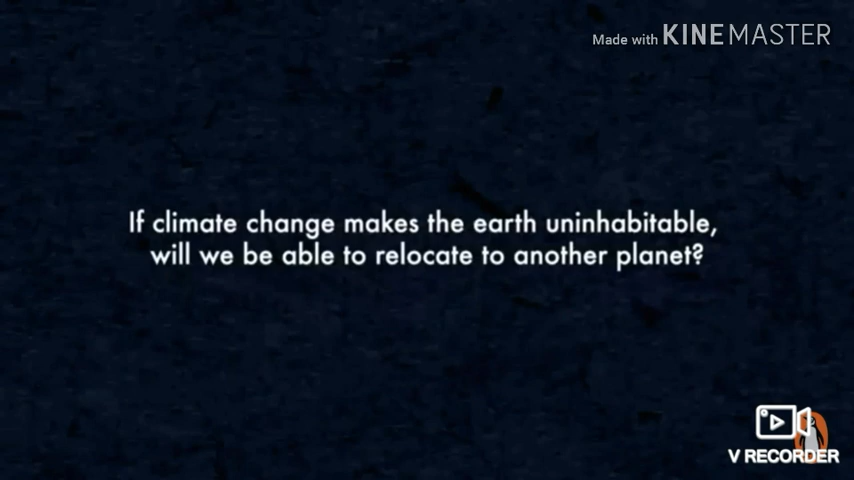 Made with KINEMASTER
If climate change makes the earth uninhabitable,
will we be able to relocate to another planet?
V RECORDER